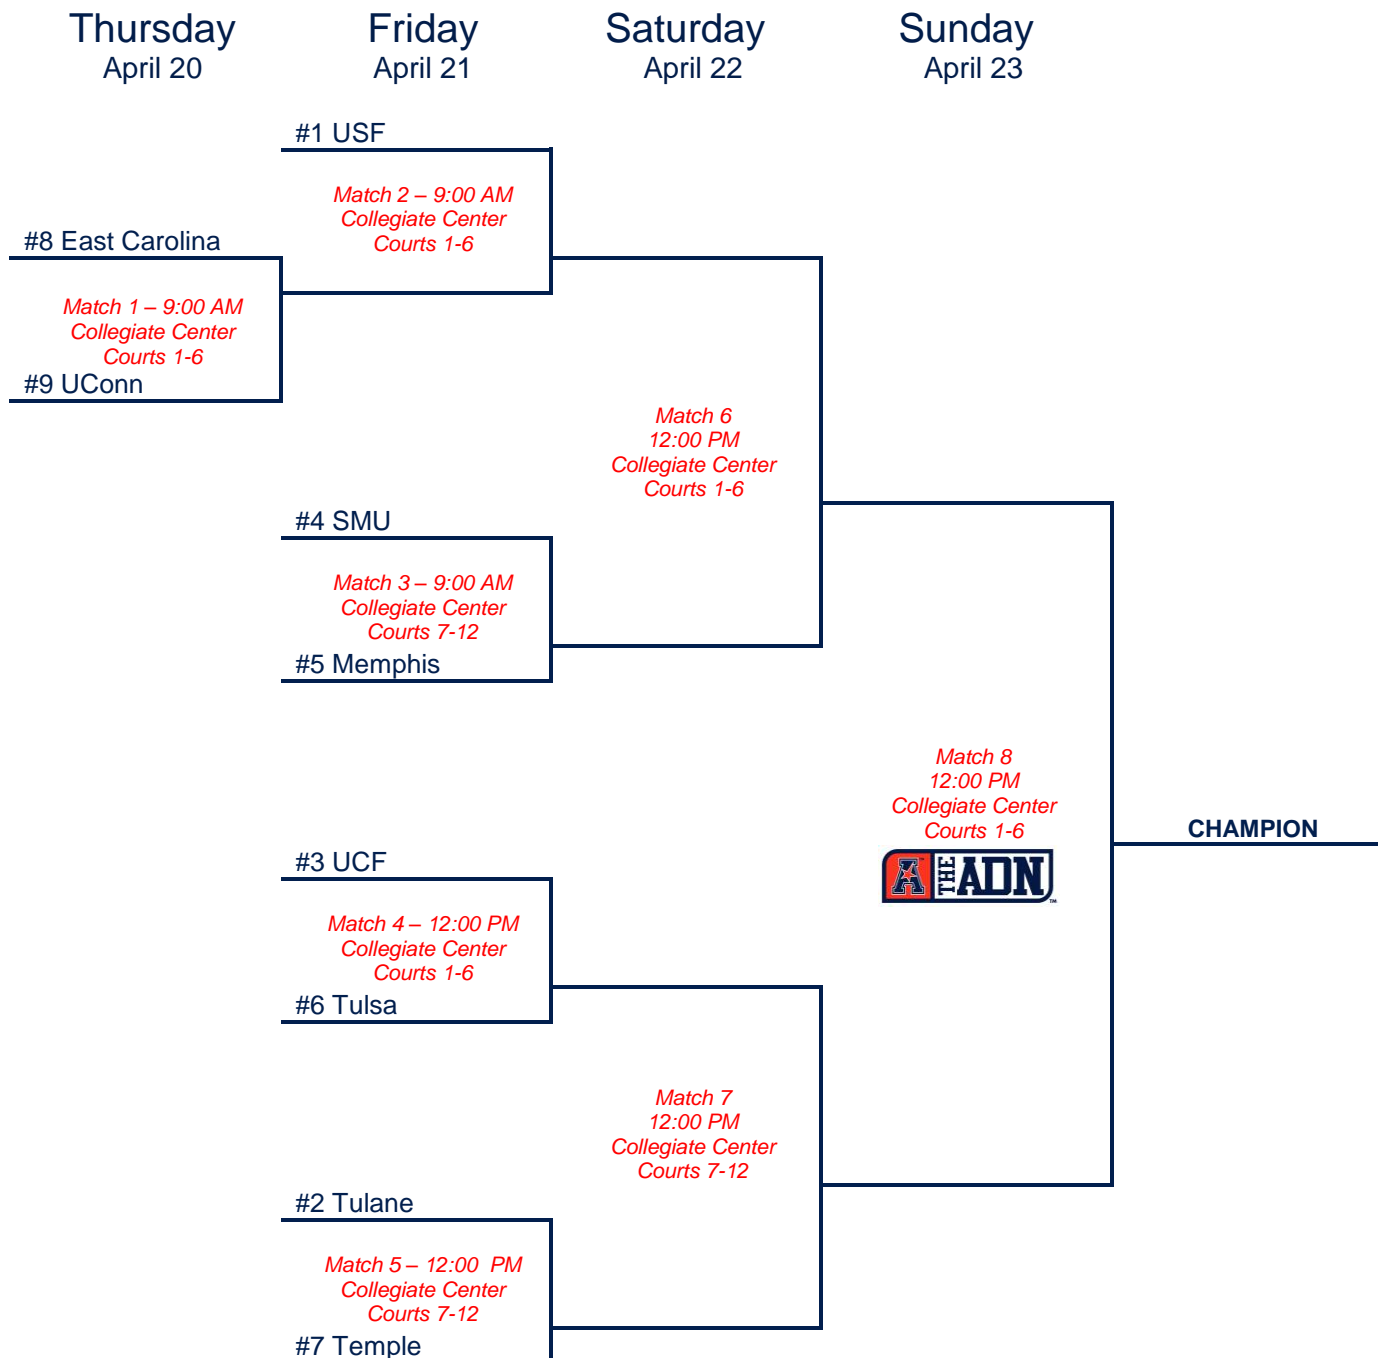 Thursday
April 20
Friday
April 21
Saturday
April 22
Sunday
April 23
#1 USF
Match 2 – 9:00 AM
Collegiate Center
Courts 1-6
#8 East Carolina
Match 1 – 9:00 AM
Collegiate Center
Courts 1-6
#9 UConn
Match 6
12:00 PM
Collegiate Center
Courts 1-6
#4 SMU
Match 3 – 9:00 AM
Collegiate Center
Courts 7-12
#5 Memphis
Match 8
12:00 PM
Collegiate Center
Courts 1-6
A THE ADN
TM
CHAMPION
#3 UCF
Match 4 – 12:00 PM
Collegiate Center
Courts 1-6
#6 Tulsa
Match 7
12:00 PM
Collegiate Center
Courts 7-12
#2 Tulane
Match 5 – 12:00  PM
Collegiate Center
Courts 7-12
#7 Temple